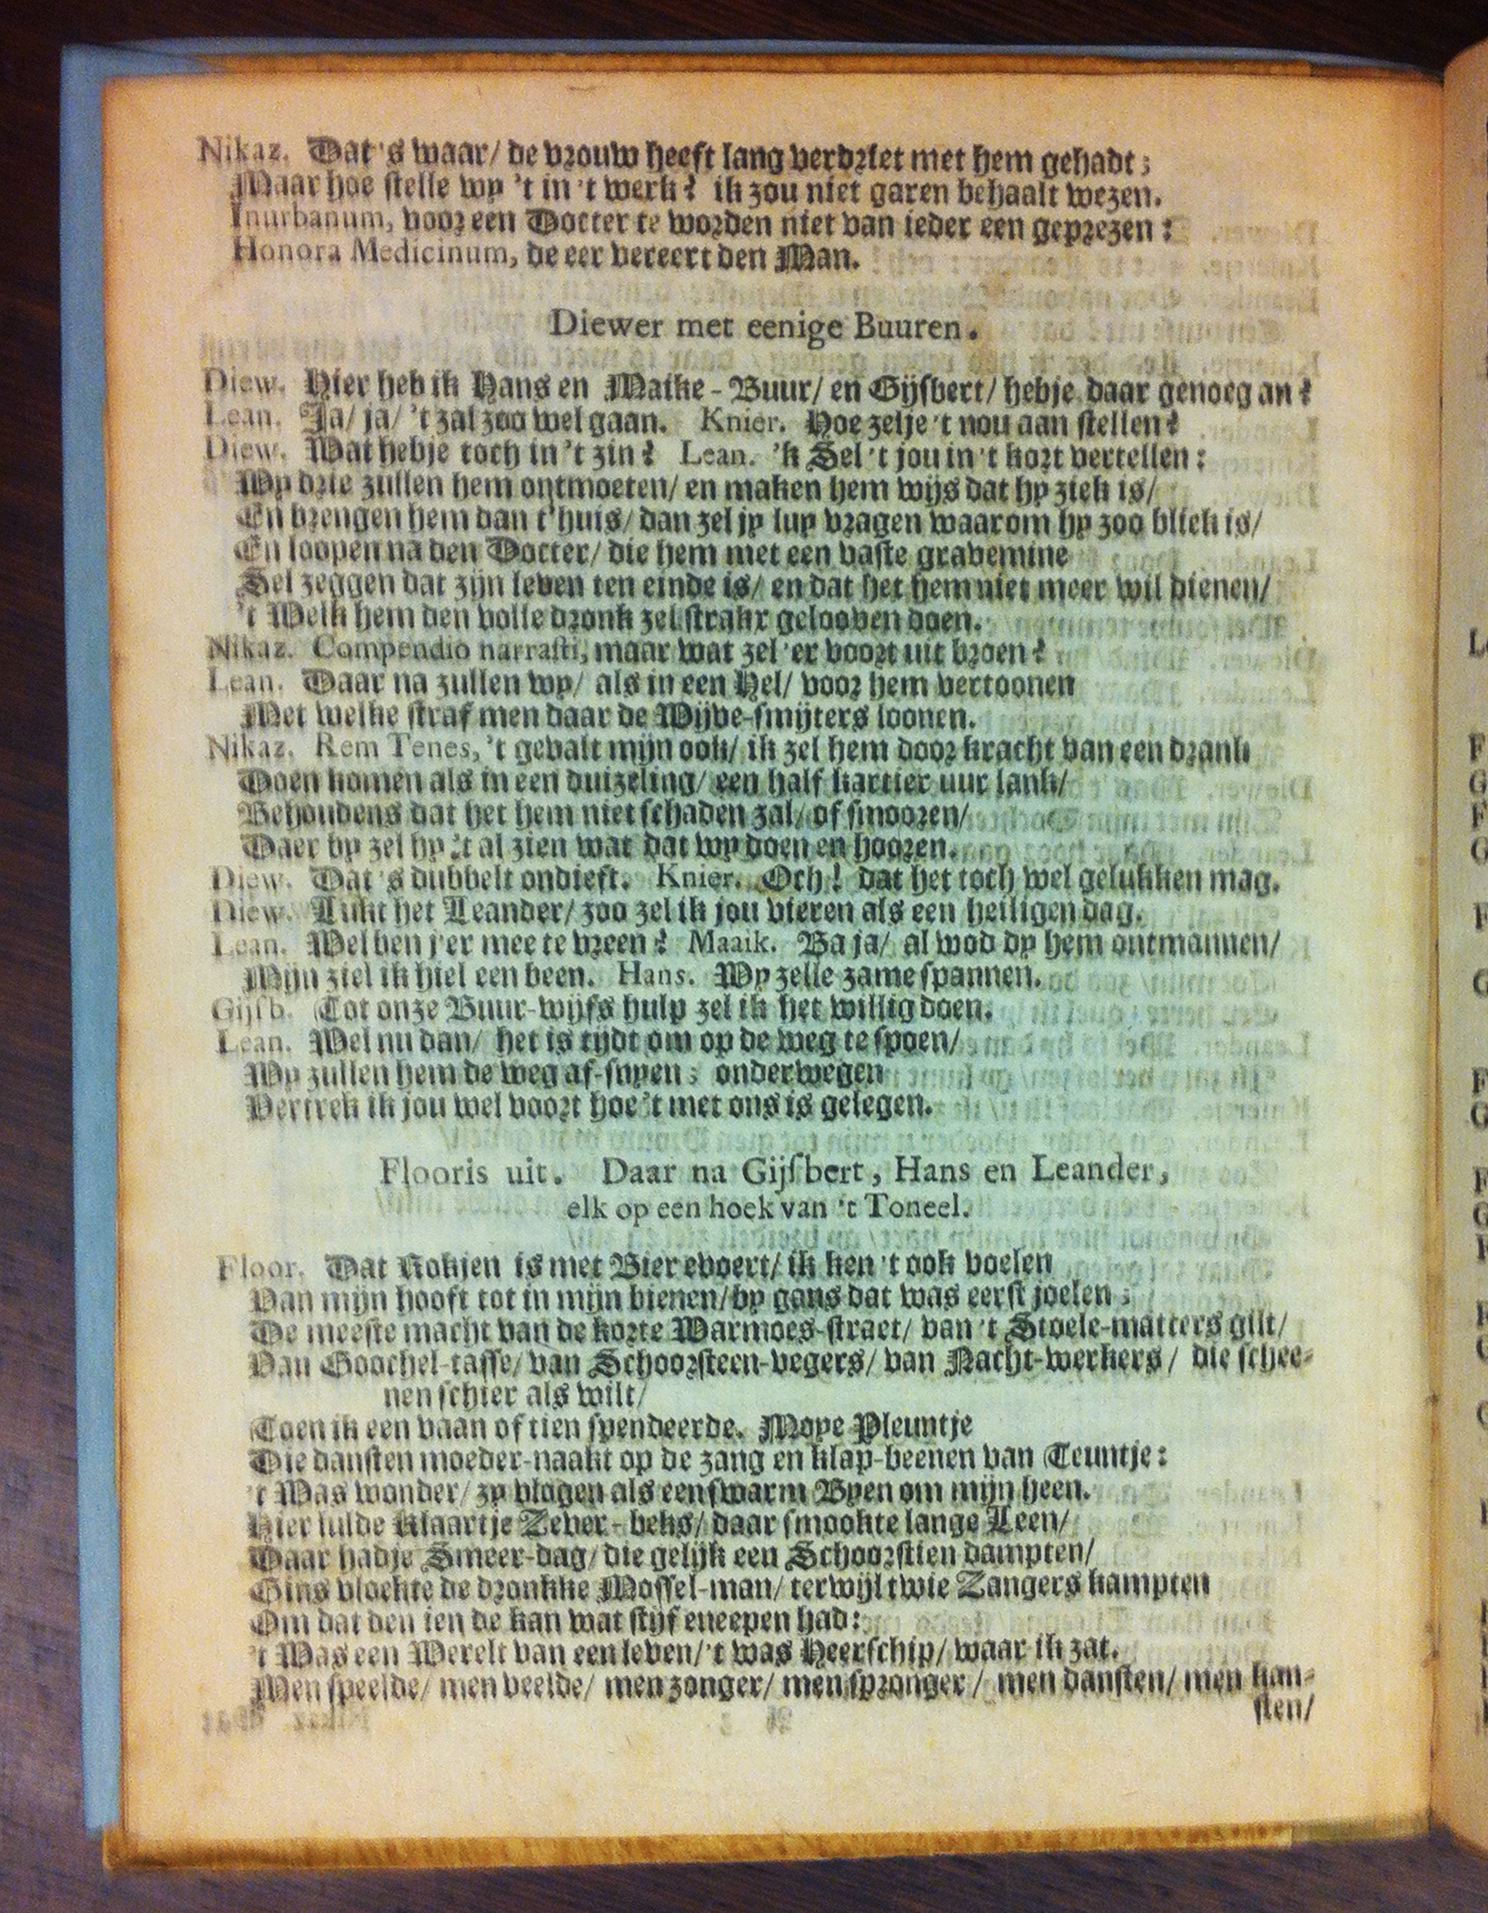 Nikaz. Dat 's waar/ de vrouw heeft lang verdriet met hem gehadt;
Maar hoe stelle wy 't in 't werk? ik zou niet garen behaalt wezen.
Inurbanum, voor een Docter te worden niet van ieder een geprezen:
Honora Medicinum, de eer vereert den Man.
Diewer met eenige Buuren.
Diew. Hier heb ik Hans en Maike-Buur/ en Gijsbert/ hebje daar genoeg an?
Lean. Ja/ ja/ 't zal zoo wel gaan. Knier. Hoe zelje 't nou aan stellen?
Diew. Wat hebje toch in 't zin? Lean. 'k Sel 't jou in 't kort vertellen:
Wy drie zullen hem ontmoeten/ en maken hem wijs dat hy ziek is/
En brengen hem dan t'huis/ dan zel jy luy vragen waarom hy zoo bliek is/
En loopen na den Docter/ die hem met een vaste gravemine
Sel zeggen dat zijn leven ten einde is/ en dat het hem niet meer wil dienen/
't Welk hem den volle dronk zel strakx gelooven doen.
Nikaz. Compendio narrasti, maar wat zel 'er voort uit broen?
Lean. Daar na zullen wy/ als in een Hel/ voor hem vertoonen
Met welke straf men daar de Wijve-smijters loonen.
Nikaz. Rem Tenes, 't gevalt mijn ook/ ik zel hem door kracht van een drank
Doen komen als in een duizeling/ een half kartier uur lank/
Behoudens dat het hem niet schaden zal/ of smooren/
Daer by zel hy 't al zien wat dat wy doen en hooren.
Diew. Dat 's dubbelt ondieft. Knier. Och! dat het toch wel gelukken mag.
Diew. Lukt het Leander/ zoo zel ik jou vieren als een heiligen dag.
Lean. Wel ben j'er mee te vreen? Maaik. Ba ja/ al wod dy hem ontmannen/
Mijn ziel ik hiel een been. Hans. Wy zelle zame spannen.
Gijsb. Tot onze Buur-wijfs hulp zel ik het willig doen.
Lean. Wel nu dan/ het is tijdt om op de weg te spoen/
Wy zullen hem de weg af-snyen; onderwegen
Vertrek ik jou wel voort hoe 't met ons is gelegen.
Flooris uit. Daar na Gijsbert, Hans en Leander,
elk op een hoek van 't Toneel.
Floor. Dat Kokjen is met Bier evoert/ ik ken 't ook voelen
Van mijn hooft tot in mijn bienen/ by gans dat was eerst joelen;
De meeste macht van de korte Warmoes-straet/ van 't Stoele-matters gilt/
Van Goochel-tasse/ van Schoorsteen-vegers/ van Nacht-werkers/ die schee-
nen schier als wilt/
Toen ik een vaan of tien spendeerde. Moye Pleuntje
Die dansten moeder-naakt op de zang en klap-beenen van Teuntje:
't Was wonder/ zy vlogen als een swarm Byen om mijn heen.
Hier lulde Klaartje Zever-beks/ daar smookte lange Leen/
Daar hadje Smeer-dag/ die gelijk een Schoorstien dampten/
Gins vloekte de dronkke Mossel-man/ terwijl twie Zangers kampten
Om dat den ien de kan wat stijf eneepen had:
't Was een Werelt van een leven/ 't was Heerschip/ waar ik zat.
Men speelde/ men veelde/ men zonger/ men spronger/ men dansten/ men kan-
sten/